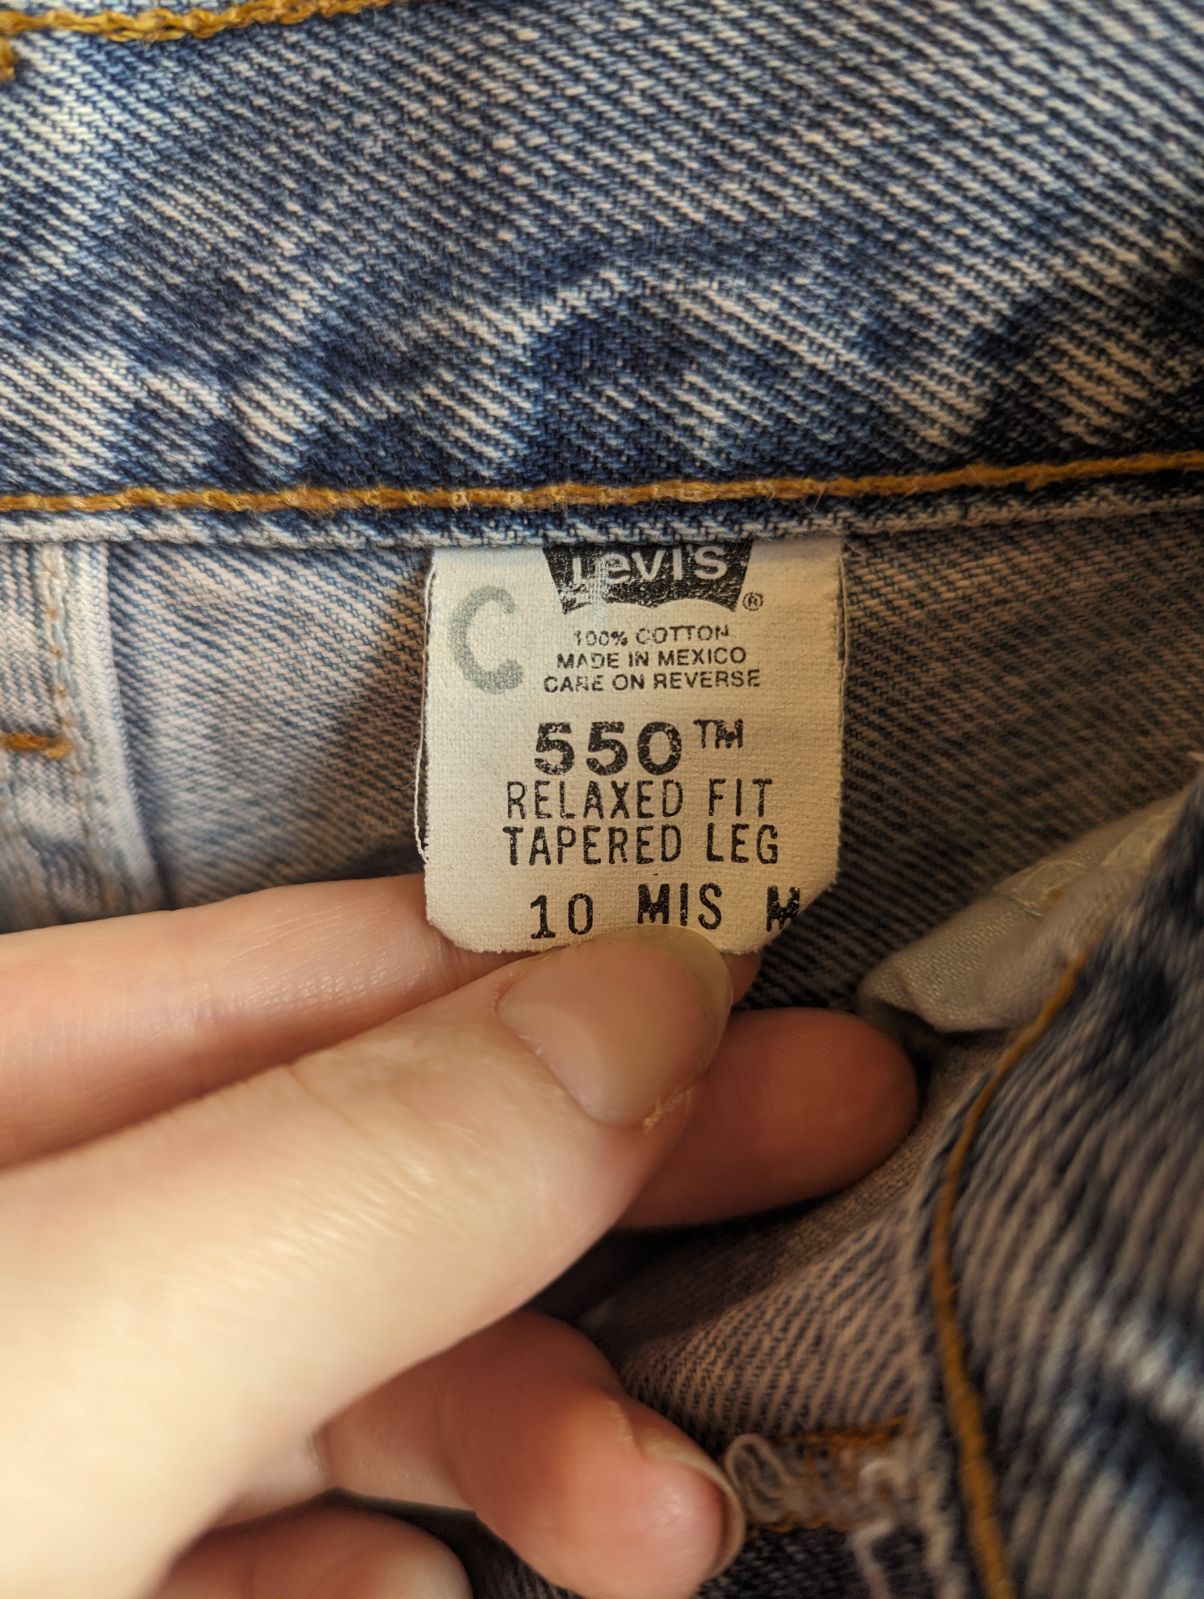 Levi's ®
C
100% COTTON
MADE IN MEXICO
CARE ON REVERSE
550™
RELAXED FIT
TAPERED LEG
10 MIS M